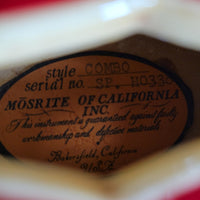 style COMBO
serial no. SP. HO33
MOSRITE OF CALIFORNIA
INC.
This instrument is guaranteed against faulty
workmanship and defective materials
Bakersfield, California
U.S.A.